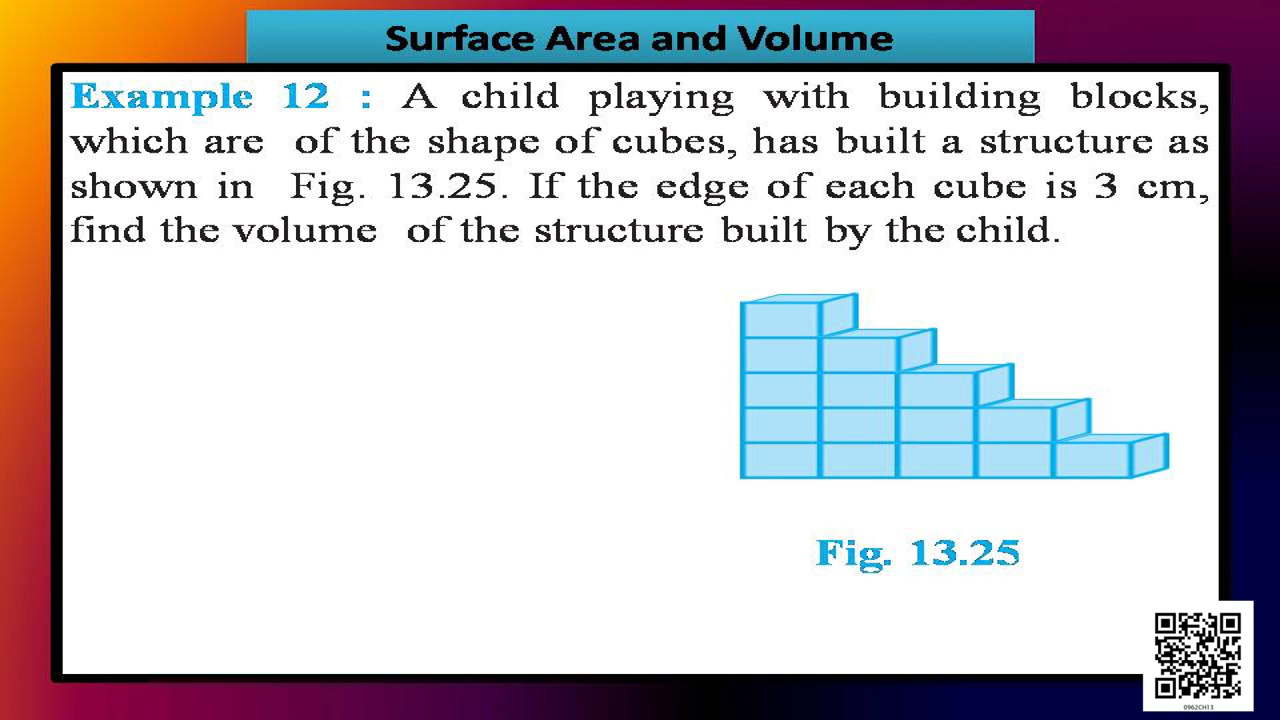 Surface Area and Volume
Example 12 : A child playing with building blocks,
which are of the shape of cubes, has built a structure as
shown in Fig. 13.25. If the edge of each cube is 3 cm,
find the volume of the structure built by the child.
Fig. 13.25
0962CH13